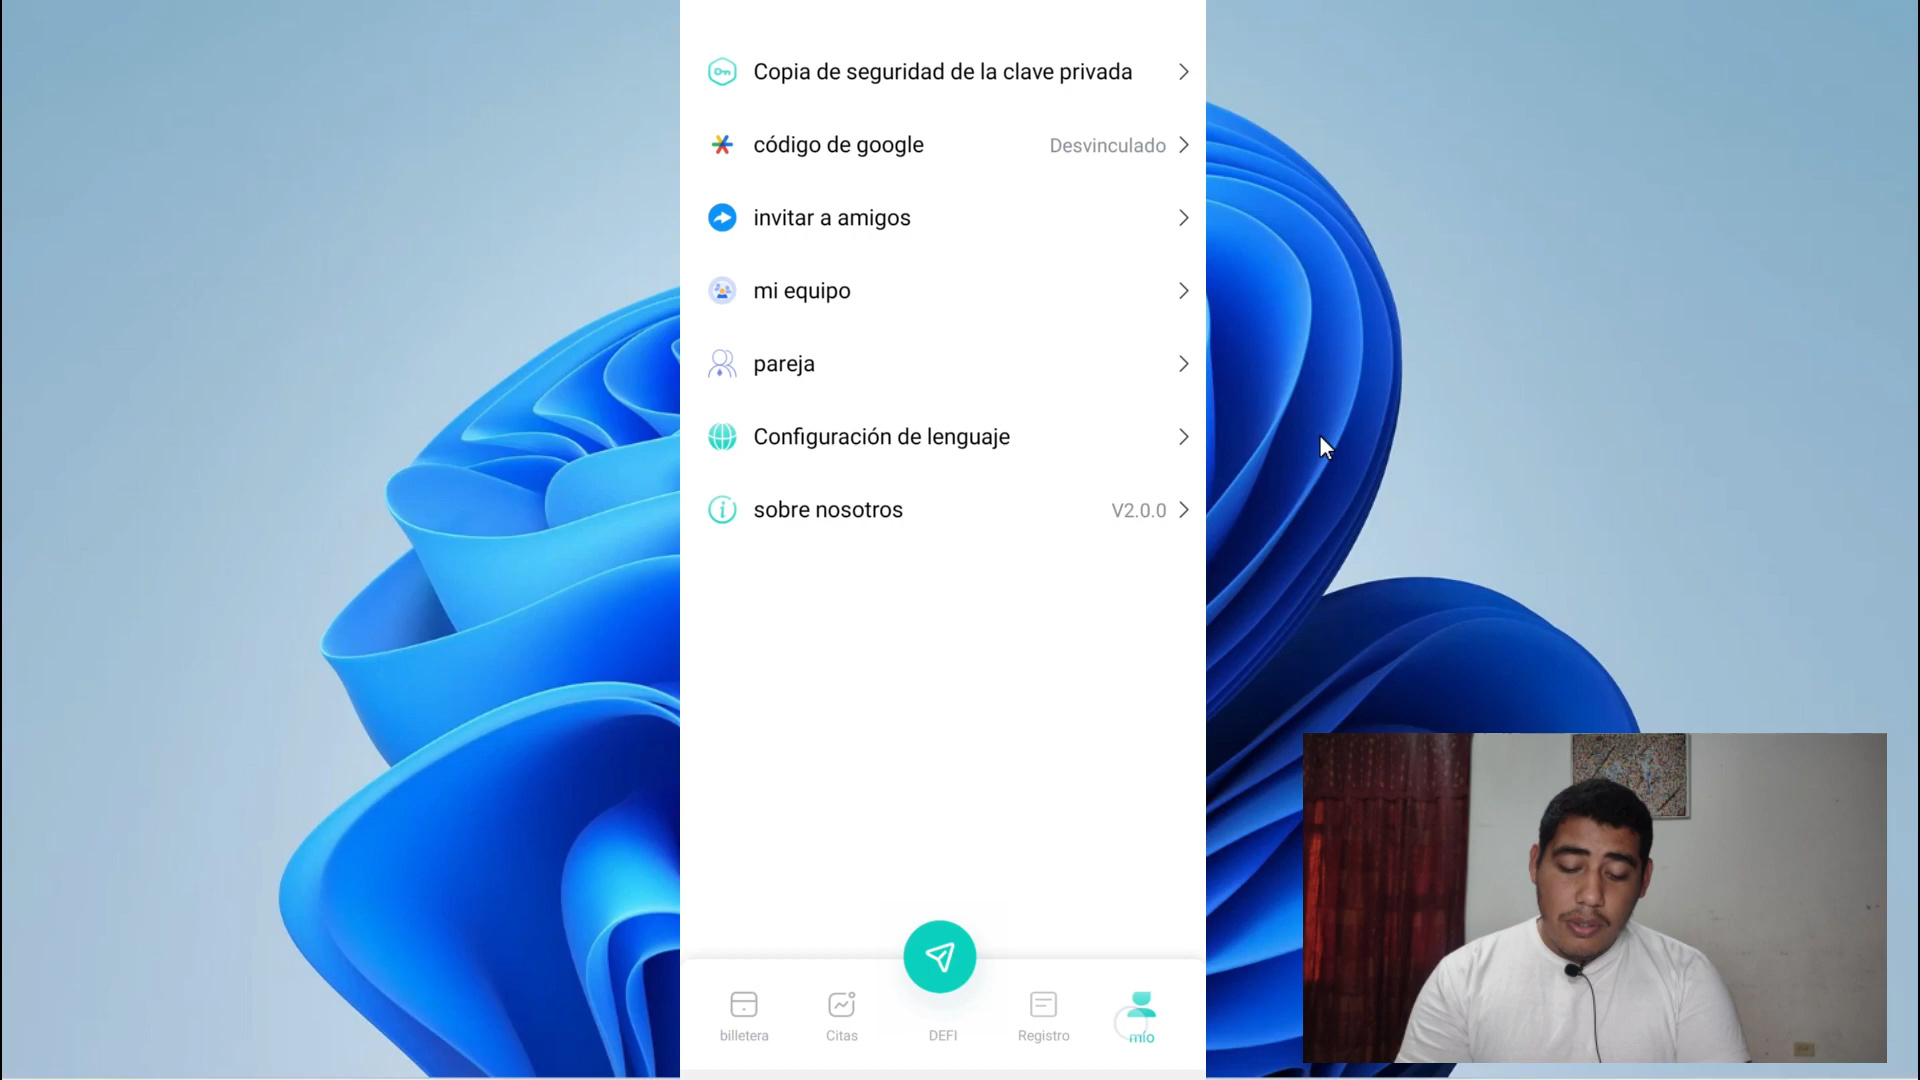 Copia de seguridad de la clave privada
código de google Desvinculado
invitar a amigos
mi equipo
pareja
Configuración de lenguaje
sobre nosotros V2.0.0
billetera Citas DEFI Registro mío